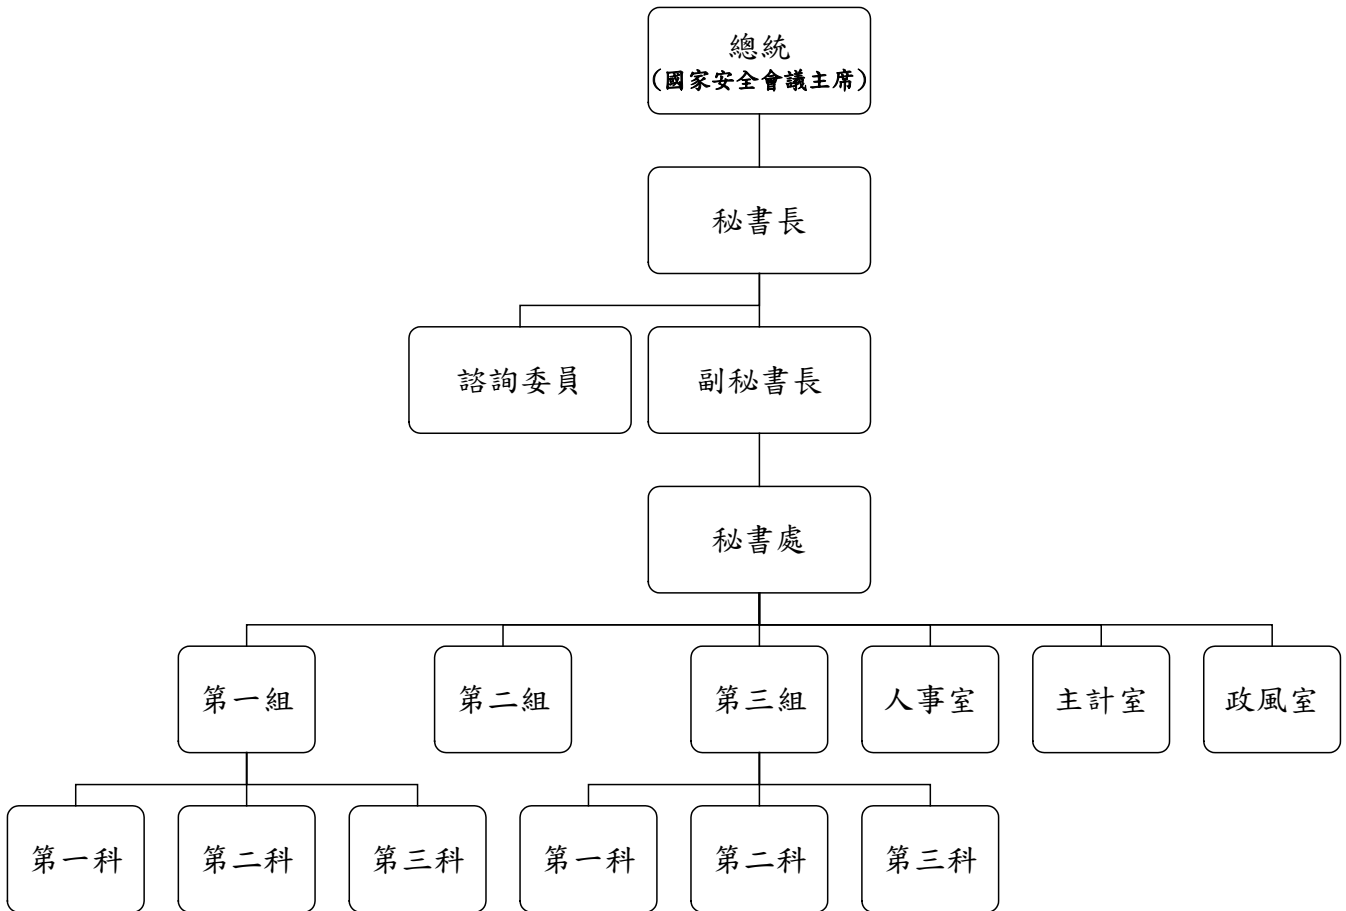 總統
(國家安全會議主席)
秘書長
諮詢委員
副秘書長
秘書處
第一組
第二組
第三組
人事室
主計室
政風室
第一科
第二科
第三科
第一科
第二科
第三科